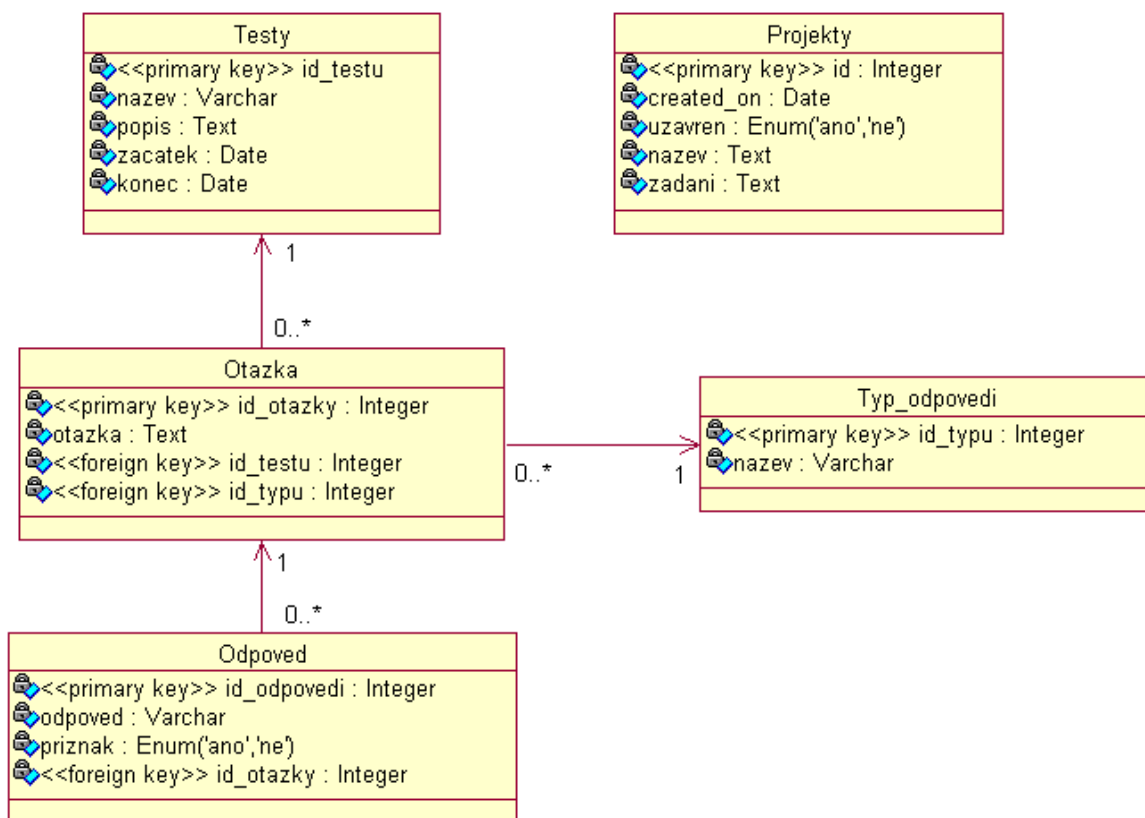 Testy
<<primary key>> id_testu
nazev : Varchar
popis : Text
zacatek : Date
konec : Date
Projekty
<<primary key>> id : Integer
created_on : Date
uzavren : Enum('ano','ne')
nazev : Text
zadani : Text
1
0..*
Otazka
<<primary key>> id_otazky : Integer
otazka : Text
<<foreign key>> id_testu : Integer
<<foreign key>> id_typu : Integer
0..*
1
Typ_odpovedi
<<primary key>> id_typu : Integer
nazev : Varchar
1
0..*
Odpoved
<<primary key>> id_odpovedi : Integer
odpoved : Varchar
priznak : Enum('ano','ne')
<<foreign key>> id_otazky : Integer